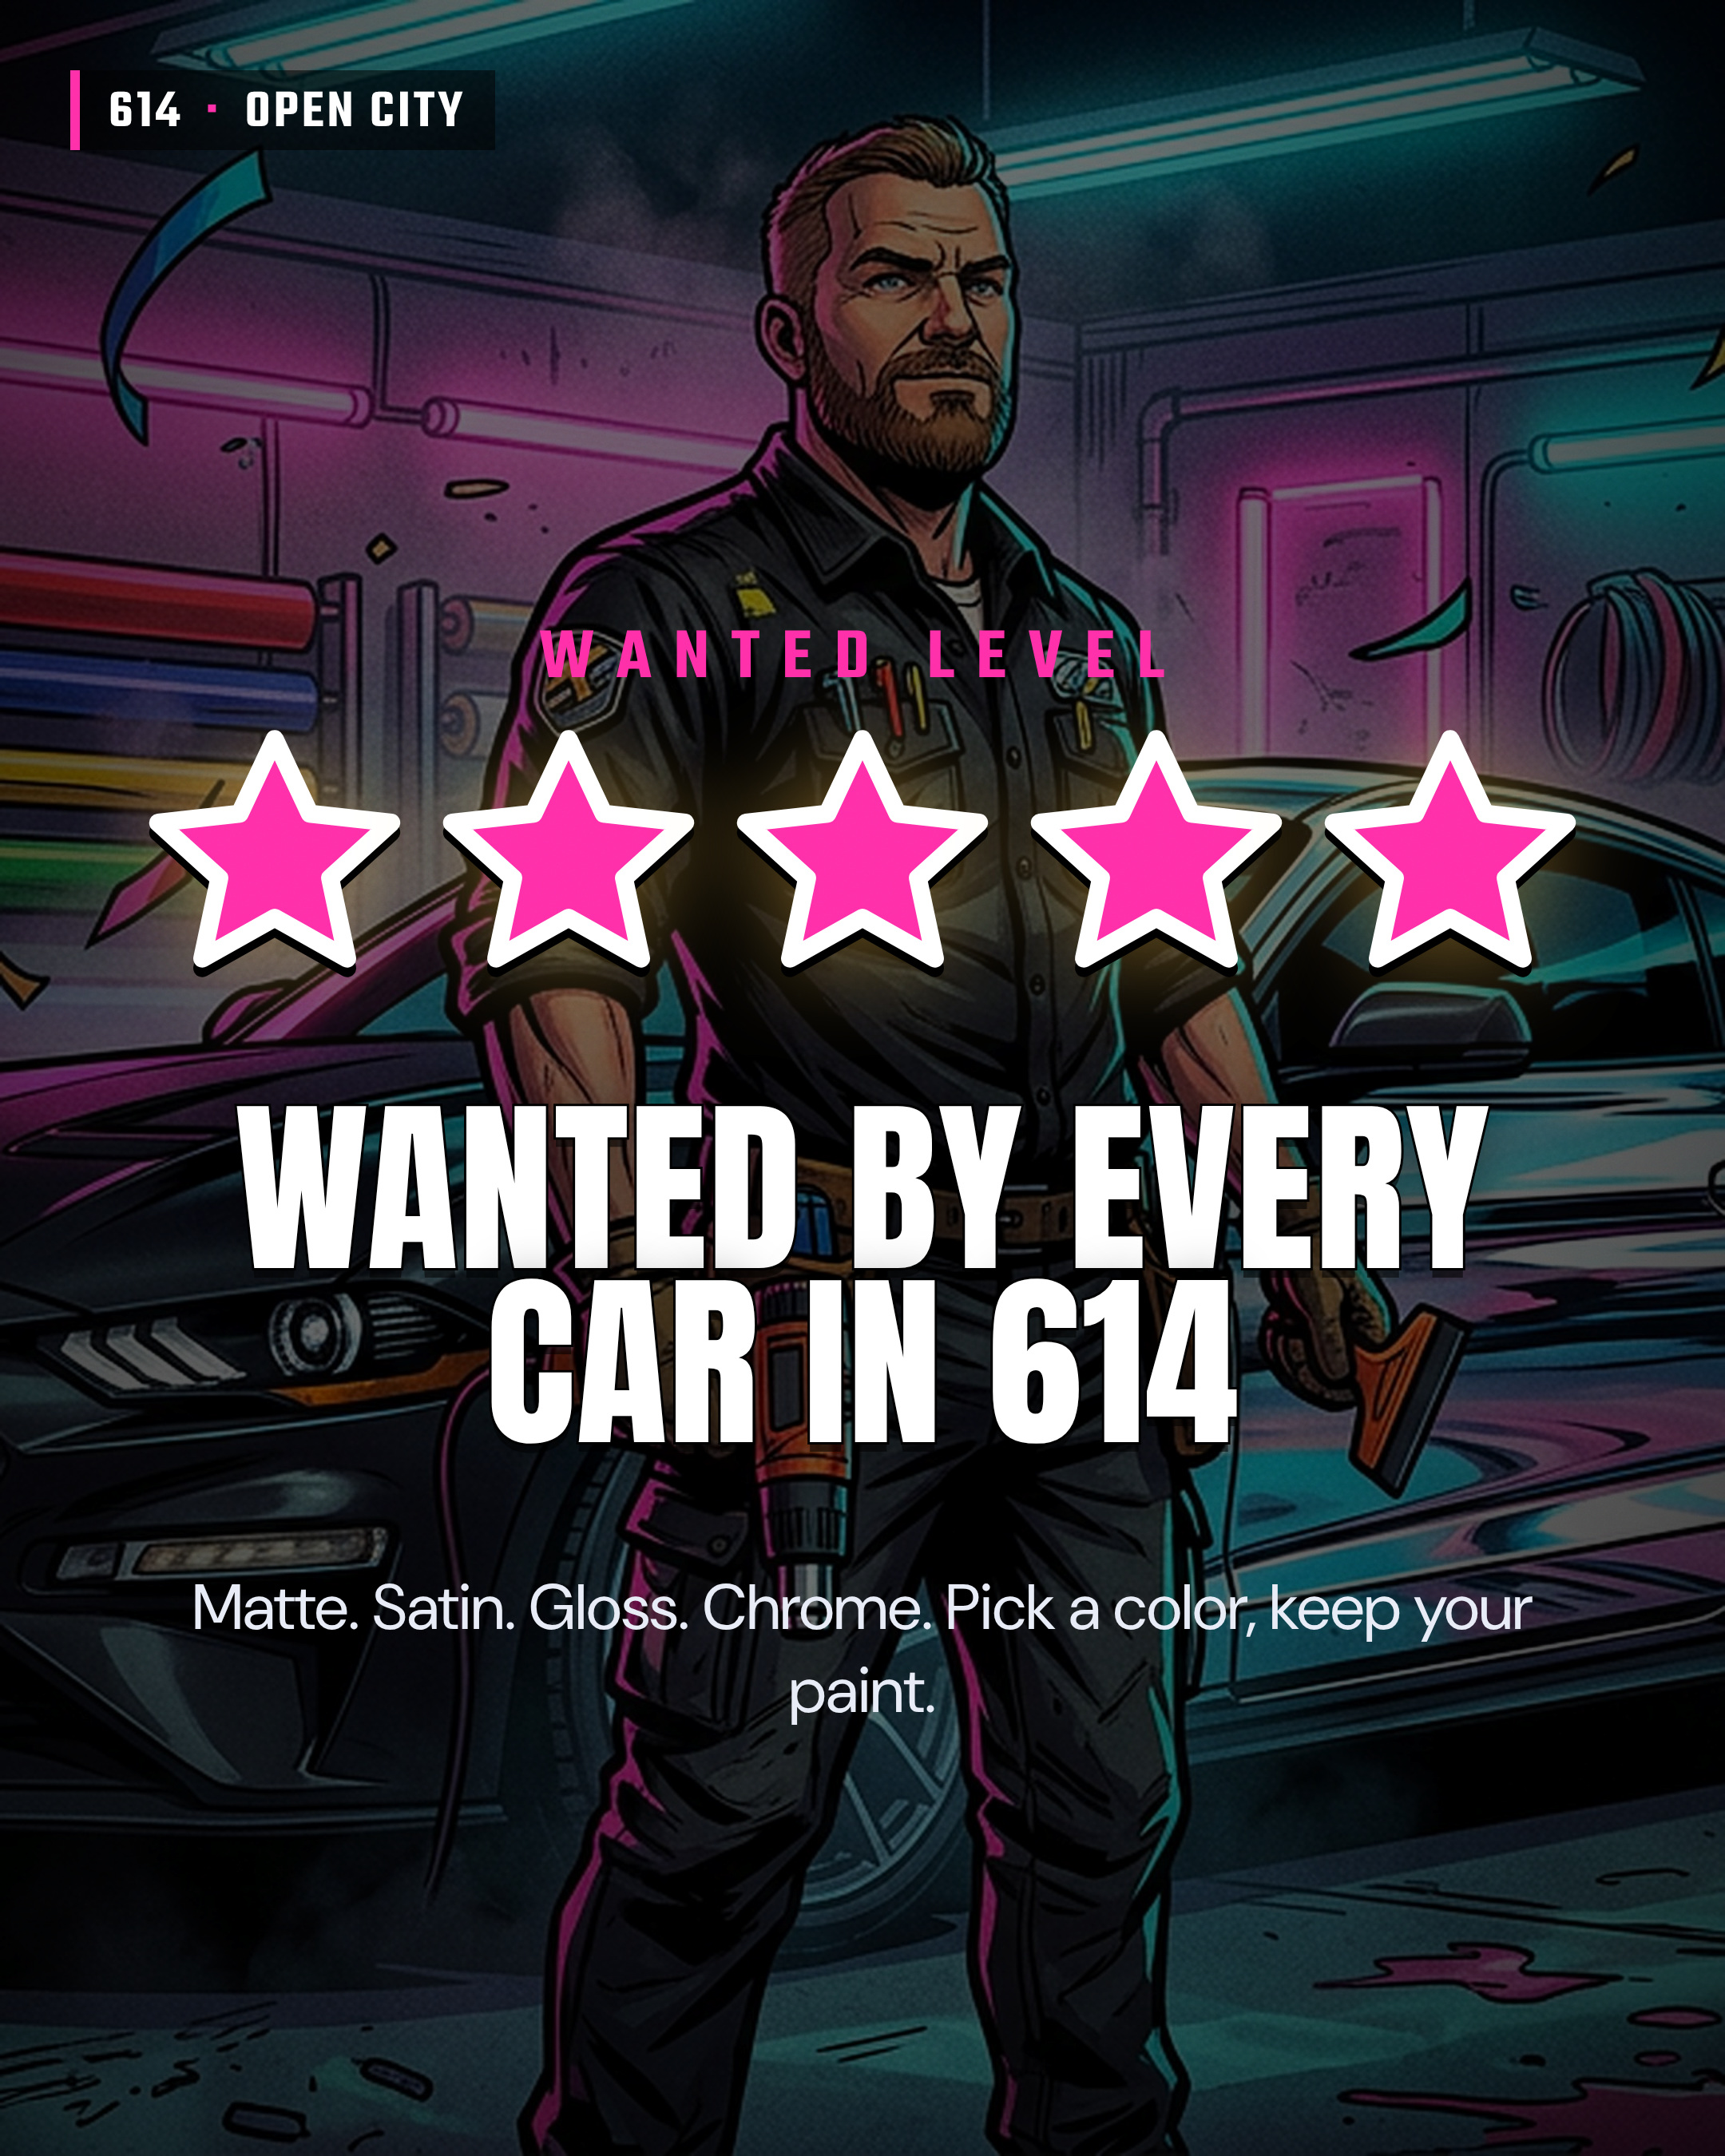 614 · OPEN CITY
WANTED LEVEL
WANTED BY EVERY
CAR IN 614
Matte. Satin. Gloss. Chrome. Pick a color, keep your
paint.